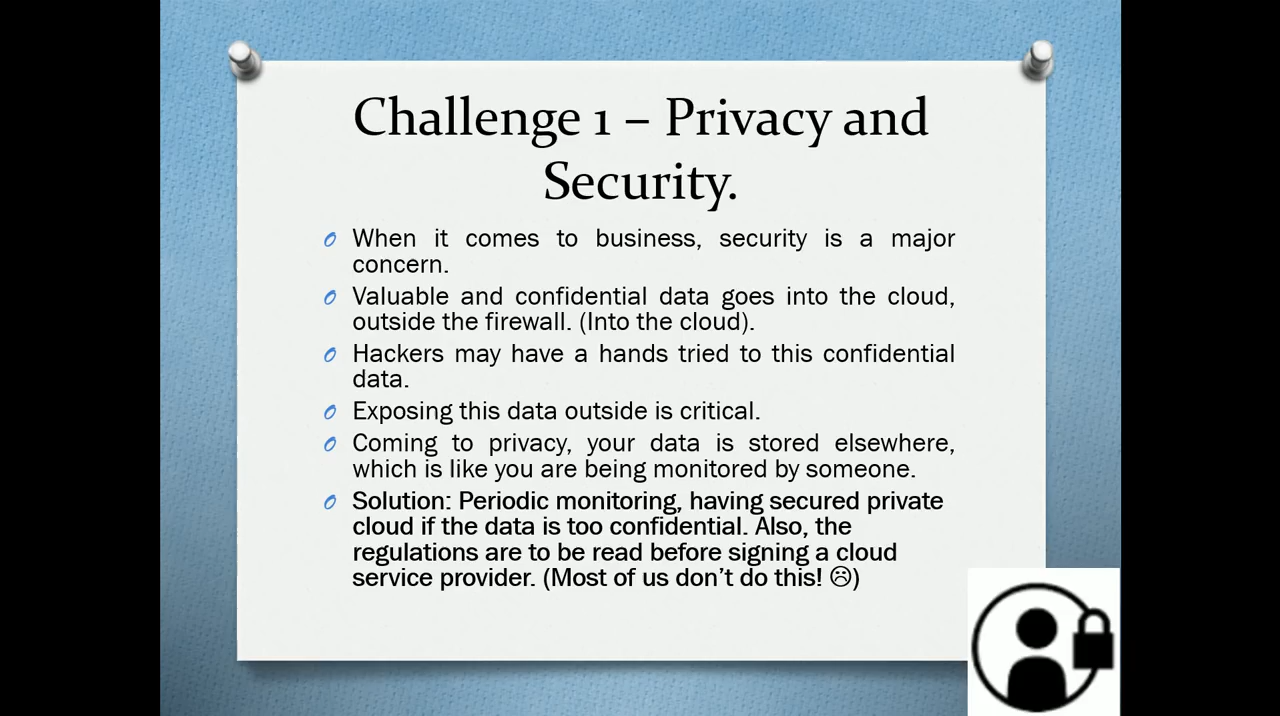 Challenge 1 – Privacy and
Security.
When it comes to business, security is a major
concern.
Valuable and confidential data goes into the cloud,
outside the firewall. (Into the cloud).
Hackers may have a hands tried to this confidential
data.
Exposing this data outside is critical.
Coming to privacy, your data is stored elsewhere,
which is like you are being monitored by someone.
Solution: Periodic monitoring, having secured private
cloud if the data is too confidential. Also, the
regulations are to be read before signing a cloud
service provider. (Most of us don’t do this! ☹)